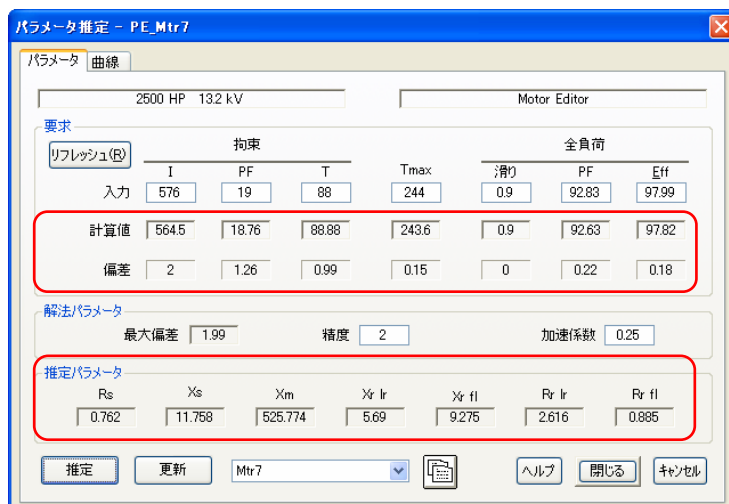 パラメータ推定 - PE_Mtr7
パラメータ 曲線
2500 HP 13.2 kV Motor Editor
要求
リフレッシュ(R) 拘束 全負荷
I PF T Tmax 滑り PF Eff
入力 576 19 88 244 0.9 92.83 97.99
計算値 564.5 18.76 88.88 243.6 0.9 92.63 97.82
偏差 2 1.26 0.99 0.15 0 0.22 0.18
解法パラメータ
最大偏差 1.99 精度 2 加速係数 0.25
推定パラメータ
Rs Xs Xm Xr lr Xr fl Rr lr Rr fl
0.762 11.758 525.774 5.69 9.275 2.616 0.885
推定 更新 Mtr7 ヘルプ 閉じる キャンセル